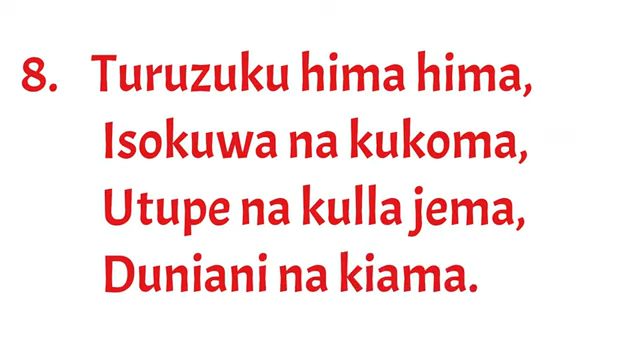 8. Turuzuku hima hima,
Isokuwa na kukoma,
Utupe na kulla jema,
Duniani na kiama.